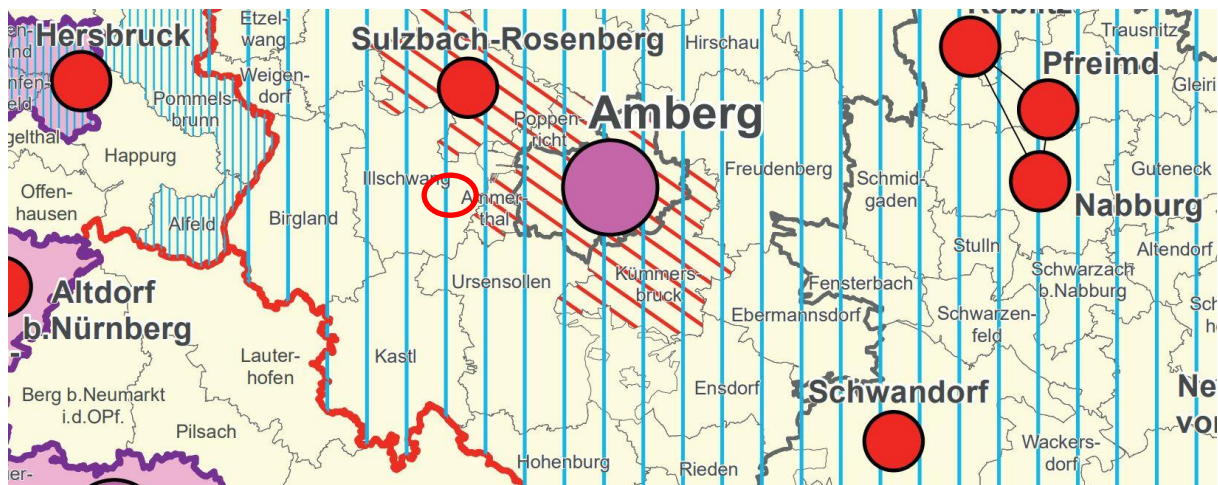 Hersbruck
Etzel-
wang
Sulzbach-Rosenberg
Hirschau
Trausnitz
Weigen-
dorf
Pfreimd
Pommels-
brunn
Poppen-
richt
Amberg
Happurg
Illschwang
Ammer-
thal
Freudenberg
Schmid-
gaden
Guteneck
Offen-
hausen
Alfeld
Birgland
Nabburg
Stulln
Altendorf
Ursensollen
Kümmers-
bruck
Fensterbach
Schwarzach
b.Nabburg
Altdorf
b.Nürnberg
Ebermannsdorf
Schwarzen-
feld
Lauter-
hofen
Kastl
Berg b.Neumarkt
i.d.OPf.
Ensdorf
Schwandorf
Pilsach
Hohenburg
Rieden
Wackers-
dorf